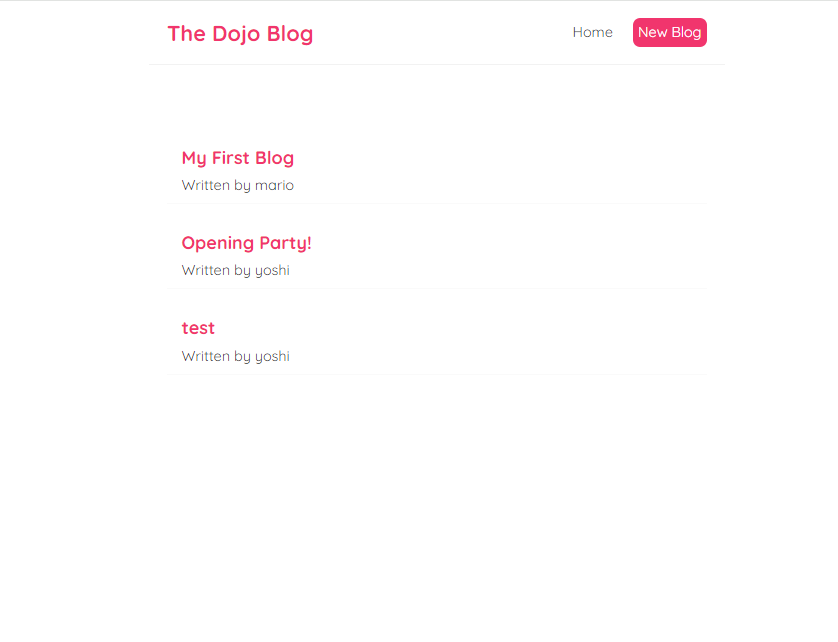 The Dojo Blog
Home
New Blog
My First Blog
Written by mario
Opening Party!
Written by yoshi
test
Written by yoshi